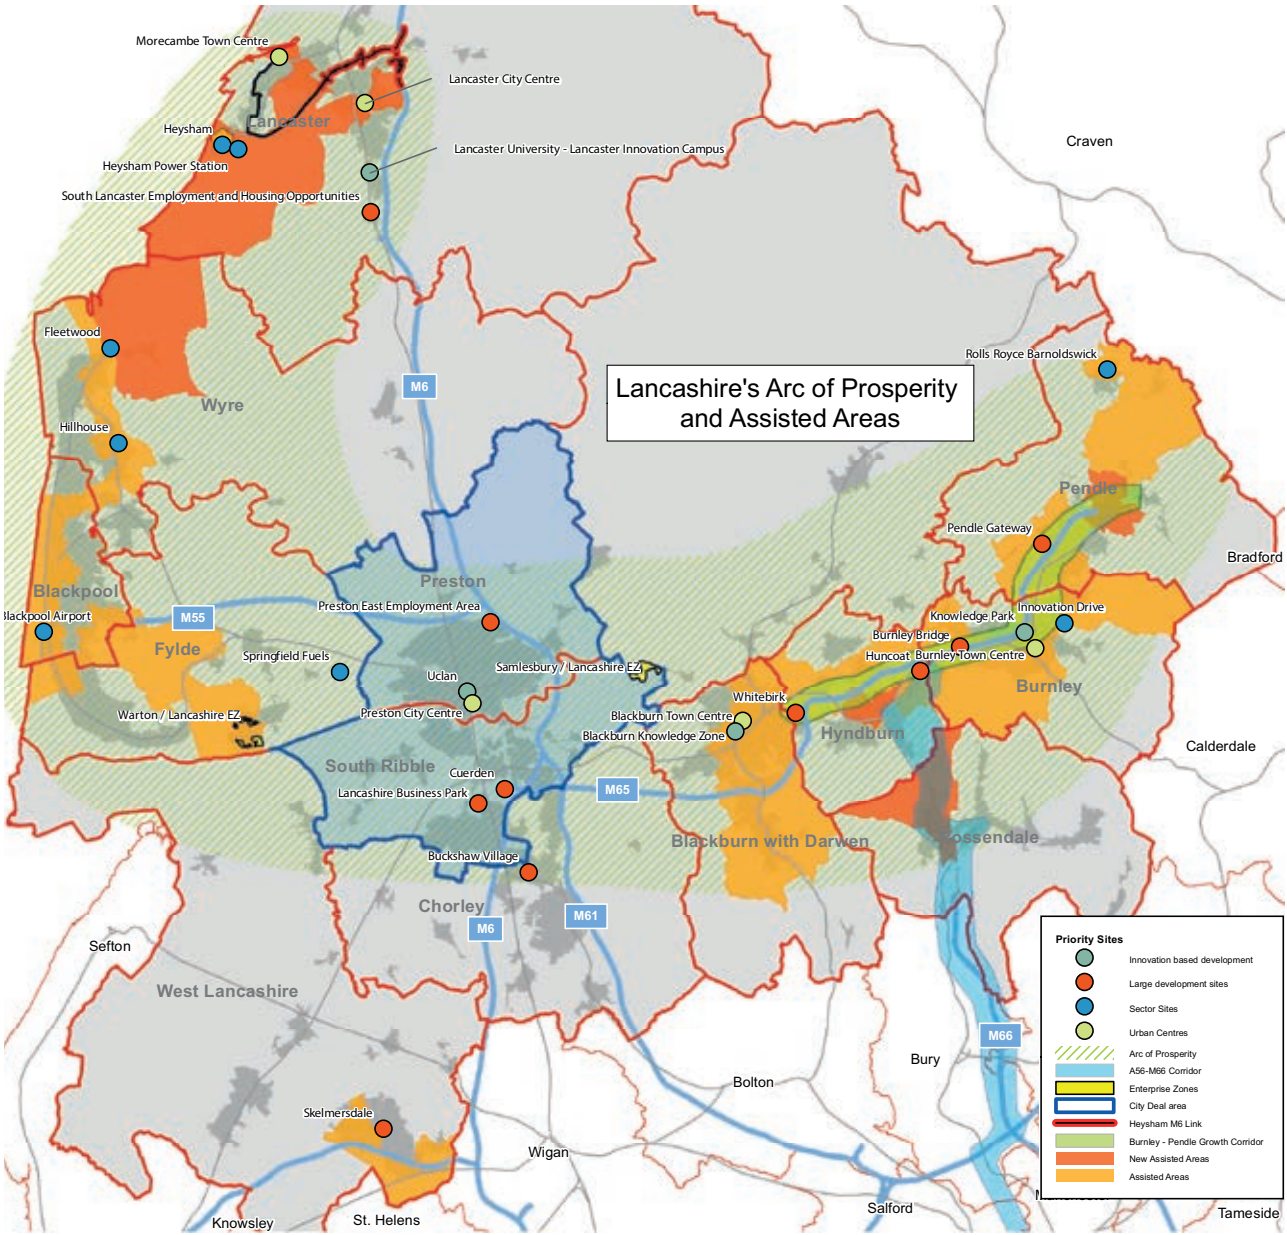 Morecambe Town Centre
Lancaster City Centre
Lancaster
Heysham
Craven
Lancaster University - Lancaster Innovation Campus
Heysham Power Station
South Lancaster Employment and Housing Opportunities
Fleetwood
Rolls Royce Barnoldswick
Lancashire's Arc of Prosperity
and Assisted Areas
M6
Wyre
Hillhouse
Pendle
Pendle Gateway
Bradford
Preston
Blackpool
Preston East Employment Area
Knowledge Park
Innovation Drive
Blackpool Airport
M55
Burnley Bridge
Fylde
Springfield Fuels
Huncoat
Burnley Town Centre
Samlesbury / Lancashire EZ
Uclan
Burnley
Whitebirk
Preston City Centre
Warton / Lancashire EZ
Blackburn Town Centre
Blackburn Knowledge Zone
Hyndburn
Calderdale
South Ribble
Cuerden
M65
Lancashire Business Park
Blackburn with Darwen
ossendale
Buckshaw Village
Chorley
M61
M6
Sefton
West Lancashire
Priority Sites
Innovation based development
Large development sites
Sector Sites
Urban Centres
Arc of Prosperity
A56-M66 Corridor
Enterprise Zones
City Deal area
Heysham M6 Link
Burnley - Pendle Growth Corridor
New Assisted Areas
Assisted Areas
M66
Bury
Bolton
Skelmersdale
Wigan
Salford
Knowsley
St. Helens
Tameside